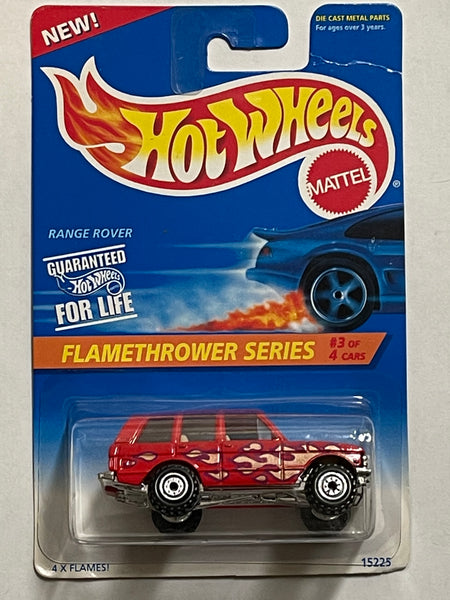 NEW!
DIE CAST METAL PARTS
For ages over 3 years.
Hot Wheels
MATTEL
®
RANGE ROVER
GUARANTEED
Hot Wheels
FOR LIFE
FLAMETHROWER SERIES
#3 OF
4 CARS
4 X FLAMES!
15225